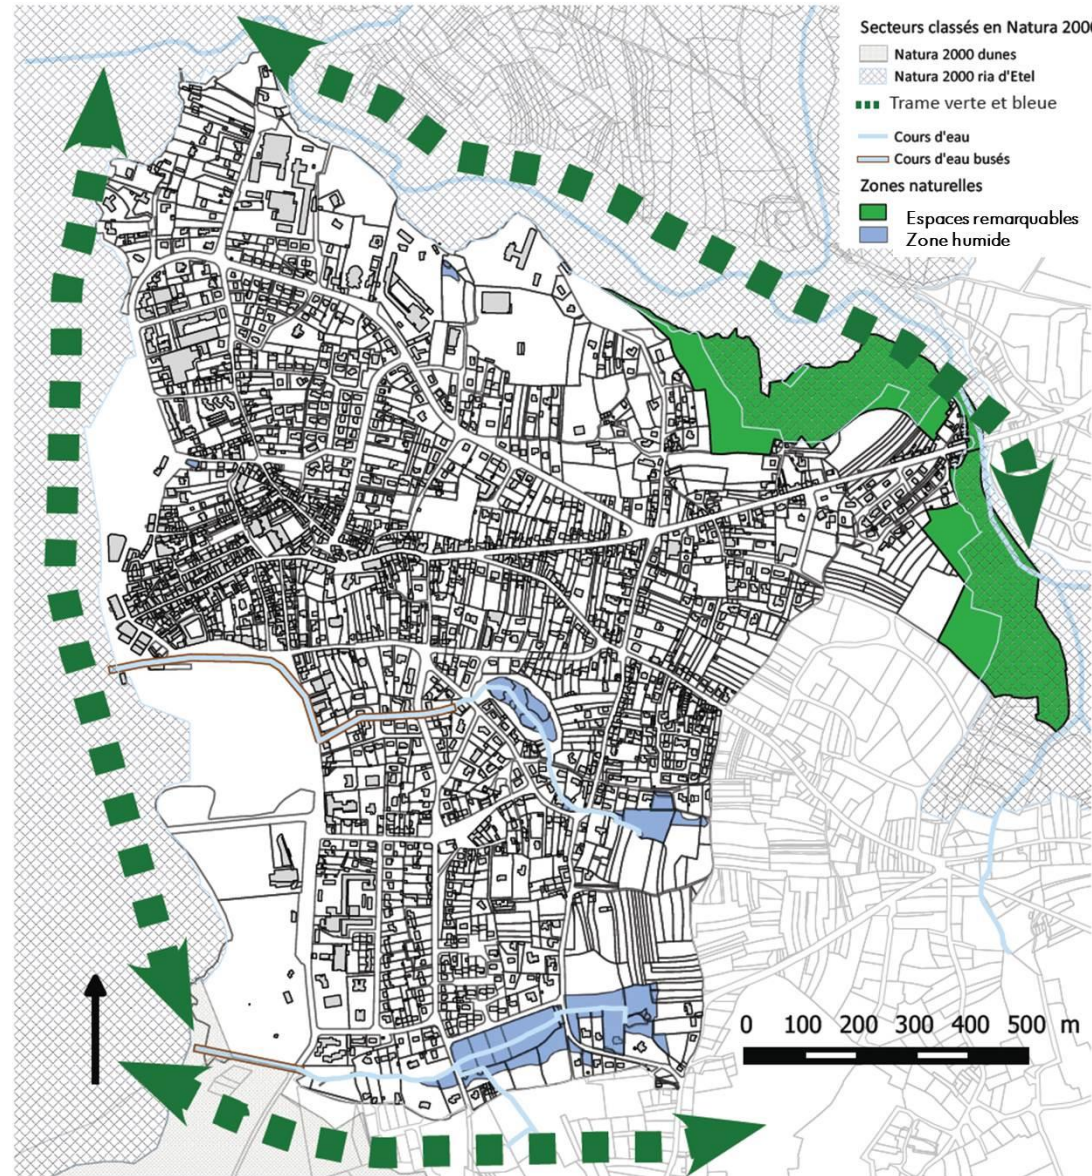 Secteurs classés en Natura 200
Natura 2000 dunes
Natura 2000 ria d'Etel
Trame verte et bleue
Cours d'eau
Cours d'eau busés
Zones naturelles
Espaces remarquables
Zone humide
0 100 200 300 400 500 m